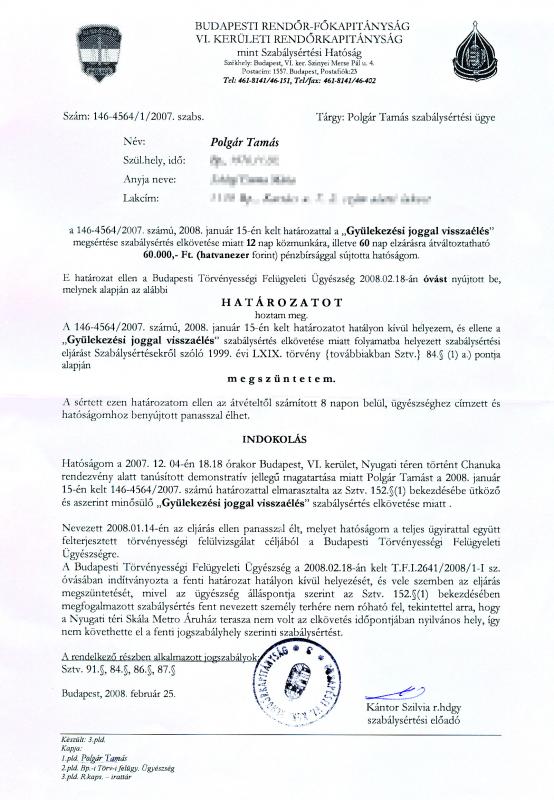 BUDAPESTI RENDŐR-FŐKAPITÁNYSÁG
VI. KERÜLETI RENDŐRKAPITÁNYSÁG
mint Szabálysértési Hatóság
Székhely: Budapest, VI. ker. Szinyei Merse Pál u. 4.
Postacím: 1557. Budapest, Postafiók:23
Tel: 461-8141/46-151, Tel/fax: 461-8141/46-402
Szám: 146-4564/1/2007. szabs.
Tárgy: Polgár Tamás szabálysértési ügye
Név: Polgár Tamás
Szül.hely, idő:
Anyja neve:
Lakcím:
a 146-4564/2007. számú, 2008. január 15-én kelt határozattal a „Gyülekezési joggal visszaélés”
megsértése szabálysértés elkövetése miatt 12 nap közmunkára, illetve 60 nap elzárásra átváltoztatható
60.000,- Ft. (hatvanezer forint) pénzbírsággal sújtotta hatóságom.
E határozat ellen a Budapesti Törvényességi Felügyeleti Ügyészség 2008.02.18-án óvást nyújtott be,
melynek alapján az alábbi
HATÁROZATOT
hoztam meg.
A 146-4564/2007. számú, 2008. január 15-én kelt határozatot hatályon kívül helyezem, és ellene a
„Gyülekezési joggal visszaélés” szabálysértés elkövetése miatt folyamatba helyezett szabálysértési
eljárást Szabálysértésekről szóló 1999. évi LXIX. törvény {továbbiakban Sztv.} 84.§ (1) a.) pontja
alapján
megszüntetem.
A sértett ezen határozatom ellen az átvételtől számított 8 napon belül, ügyészséghez címzett és
hatóságomhoz benyújtott panasszal élhet.
INDOKOLÁS
Hatóságom a 2007. 12. 04-én 18.18 órakor Budapest, VI. kerület, Nyugati téren történt Chanuka
rendezvény alatt tanúsított demonstratív jellegű magatartása miatt Polgár Tamást a 2008. január
15-én kelt 146-4564/2007. számú határozattal elmarasztalta az Sztv. 152.§(1) bekezdésébe ütköző
és aszerint minősülő „Gyülekezési joggal visszaélés” szabálysértés elkövetése miatt .
Nevezett 2008.01.14-én az eljárás ellen panasszal élt, melyet hatóságom a teljes ügyirattal együtt
felterjesztett törvényességi felülvizsgálat céljából a Budapesti Törvényességi Felügyeleti
Ügyészségre.
A Budapesti Törvényességi Felügyeleti Ügyészség a 2008.02.18-án kelt T.F.I.2641/2008/1-I sz.
óvásában indítványozta a fenti határozat hatályon kívül helyezését, és vele szemben az eljárás
megszüntetését, mivel az ügyészség álláspontja szerint az Sztv. 152.§(1) bekezdésében
megfogalmazott szabálysértés fent nevezett személy terhére nem róható fel, tekintettel arra, hogy
a Nyugati téri Skála Metro Áruház terasza nem volt az elkövetés időpontjában nyilvános hely, így
nem követhette el a fenti jogszabályhely szerinti szabálysértést.
A rendelkező részben alkalmazott jogszabályok:
Sztv. 91.§, 84.§, 86.§, 87.§
Budapest, 2008. február 25.
Kántor Szilvia r.hdgy
szabálysértési előadó
Készült: 3.pld.
Kapja:
1.pld. Polgár Tamás
2.pld. Bp.-i Törv-i felügy. Ügyészség
3.pld. R.kaps. – irattár